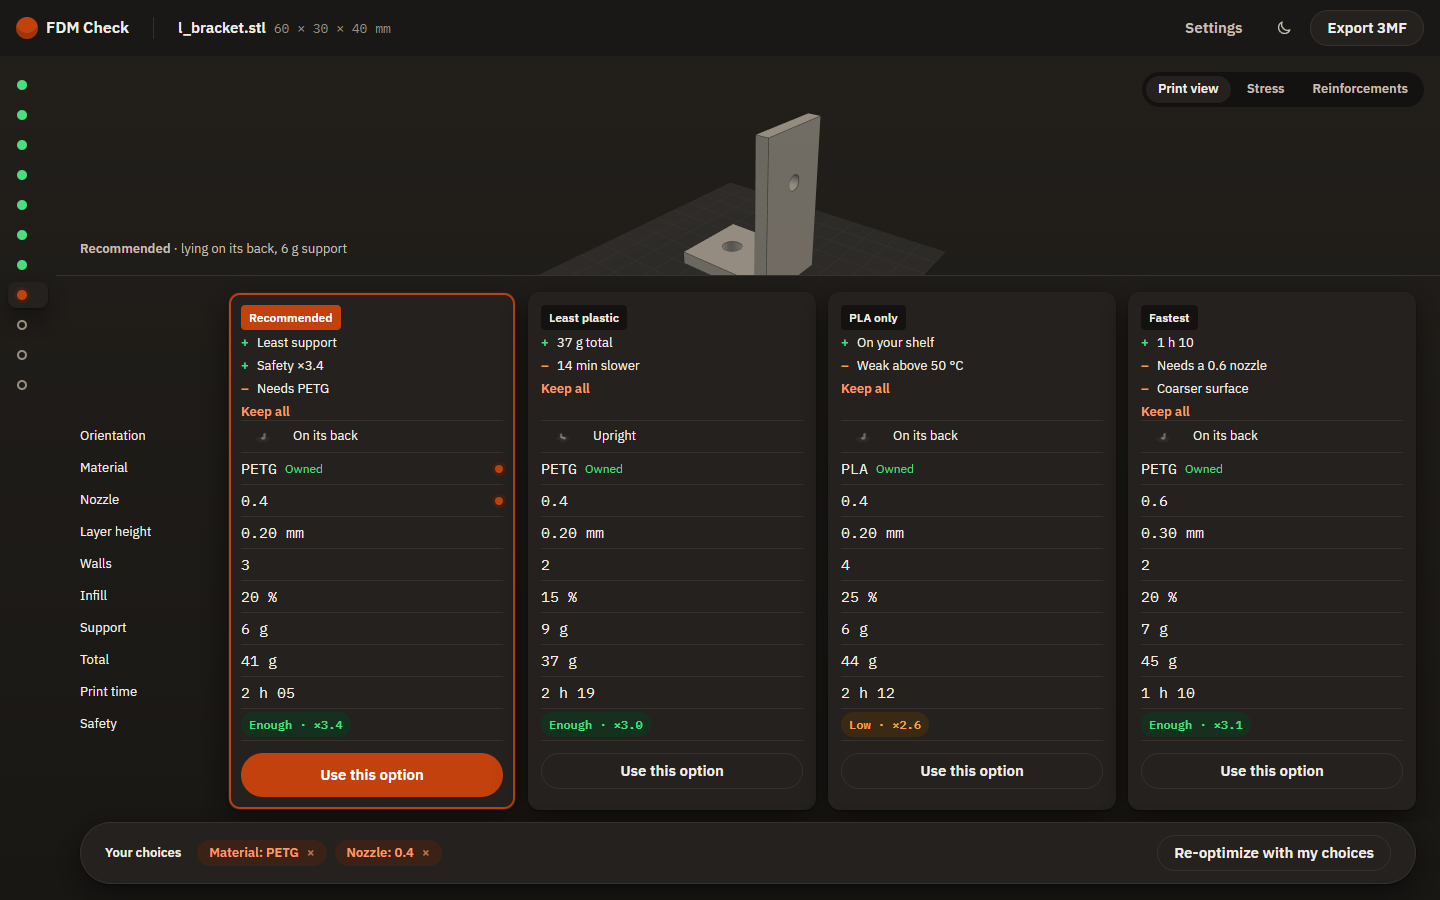 FDM Check
l_bracket.stl 60 × 30 × 40 mm
Settings
Export 3MF
Print view
Stress
Reinforcements
Recommended · lying on its back, 6 g support
Recommended
+ Least support
+ Safety ×3.4
– Needs PETG
Keep all
Least plastic
+ 37 g total
– 14 min slower
Keep all
PLA only
+ On your shelf
– Weak above 50 °C
Keep all
Fastest
+ 1 h 10
– Needs a 0.6 nozzle
– Coarser surface
Keep all
Orientation On its back Upright On its back On its back
Material PETG Owned PETG Owned PLA Owned PETG Owned
Nozzle 0.4 0.4 0.4 0.6
Layer height 0.20 mm 0.20 mm 0.20 mm 0.30 mm
Walls 3 2 4 2
Infill 20 % 15 % 25 % 20 %
Support 6 g 9 g 6 g 7 g
Total 41 g 37 g 44 g 45 g
Print time 2 h 05 2 h 19 2 h 12 1 h 10
Safety Enough · ×3.4 Enough · ×3.0 Low · ×2.6 Enough · ×3.1
Use this option Use this option Use this option Use this option
Your choices Material: PETG × Nozzle: 0.4 × Re-optimize with my choices